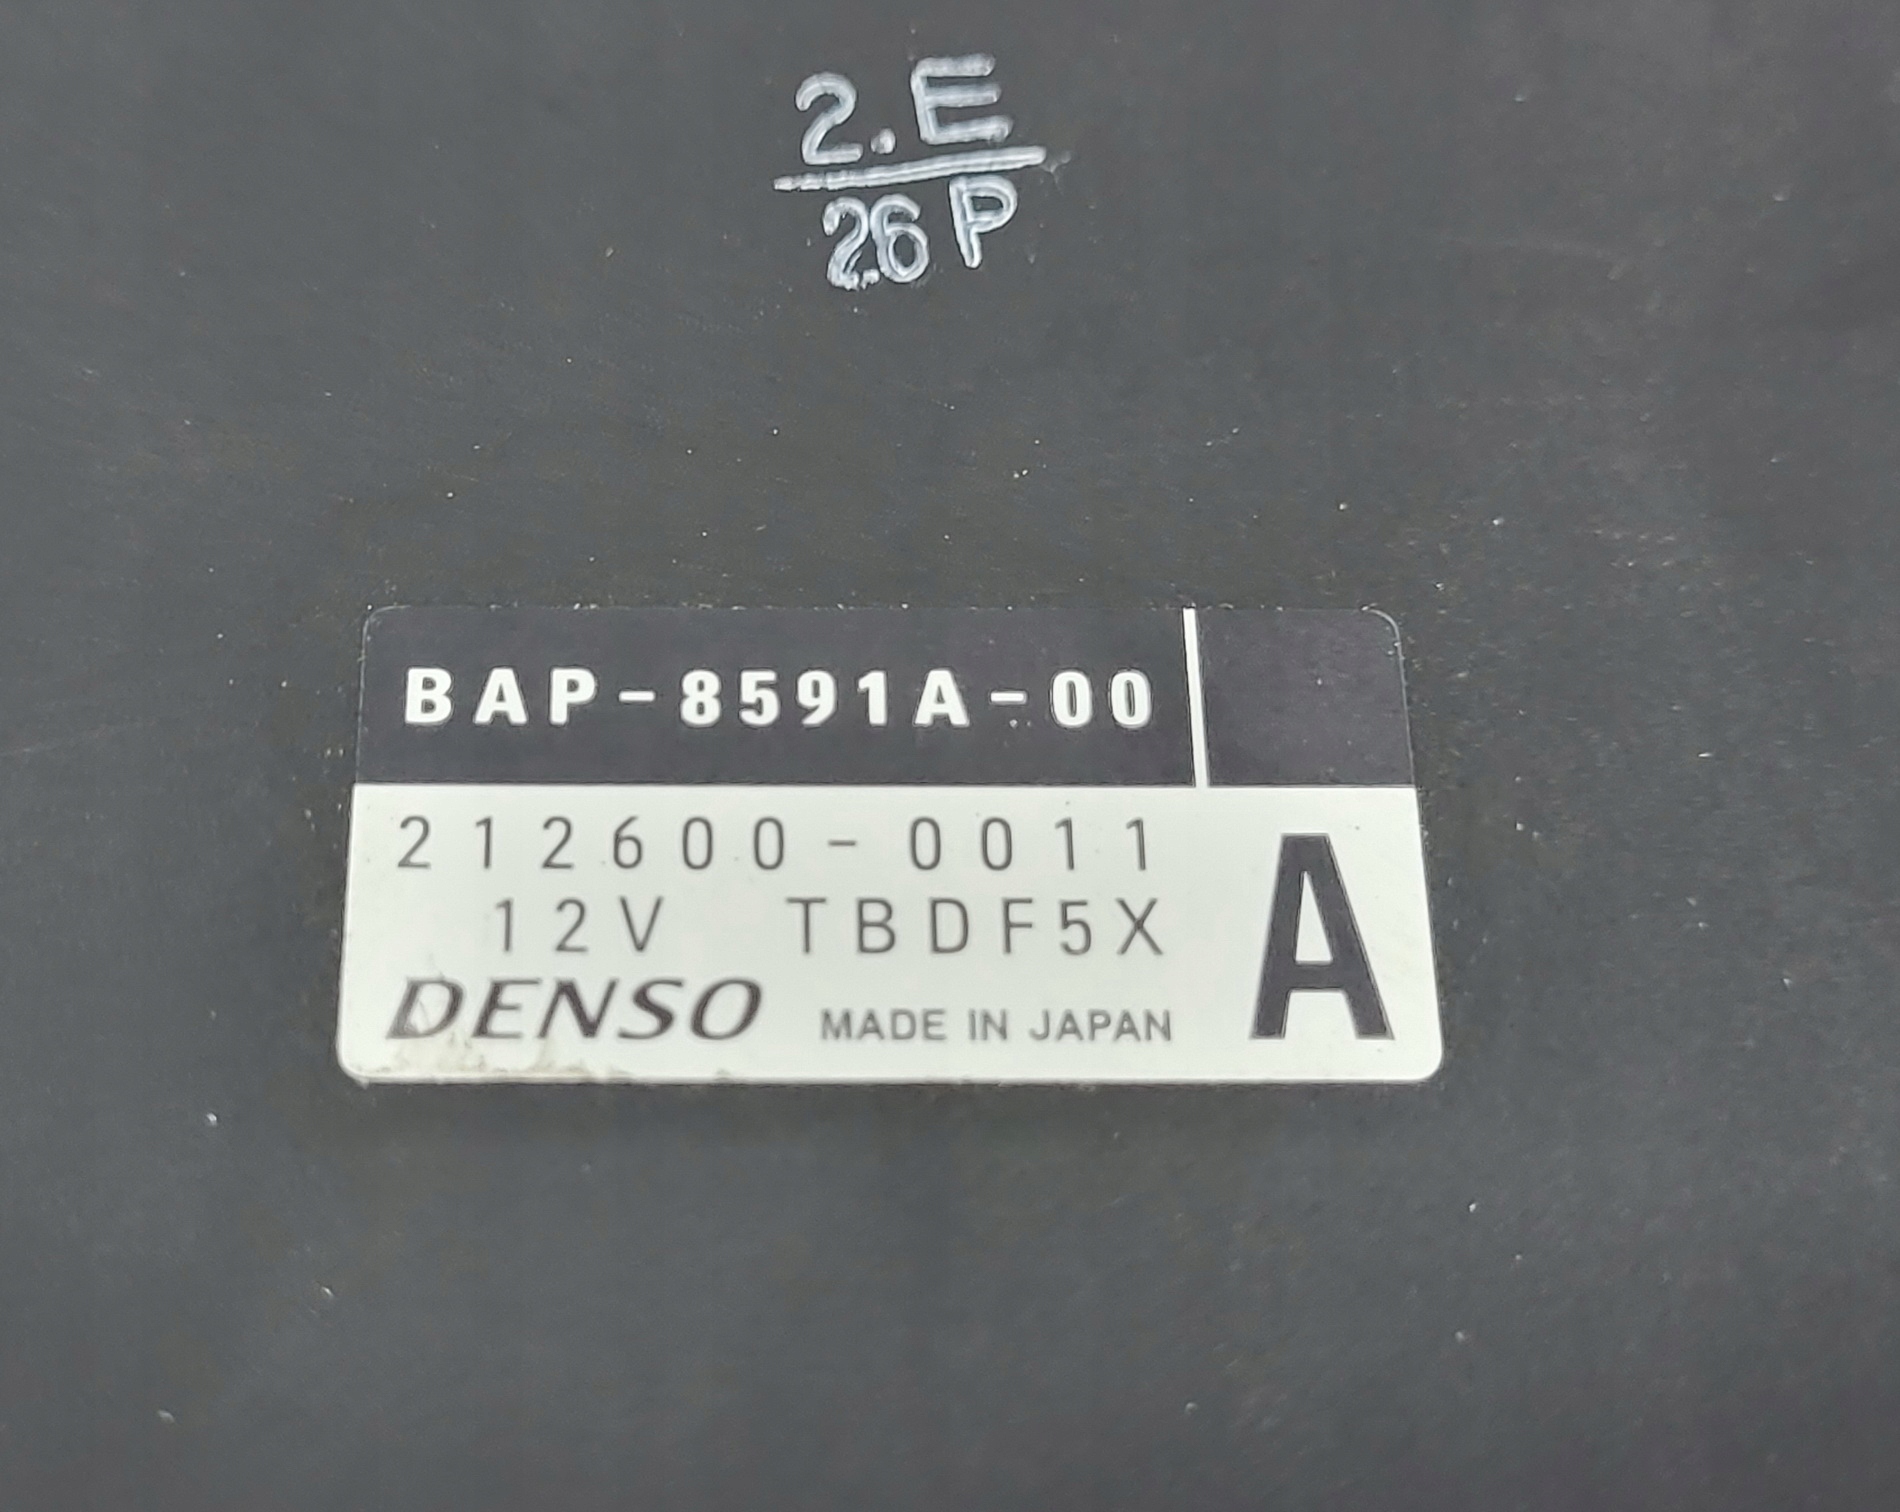 2.E
26P
BAP-8591A-00
212600-0011
12V TBDF5X
A
DENSO MADE IN JAPAN